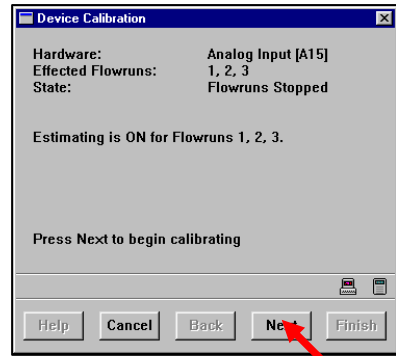 Device Calibration
Hardware: Analog Input [A15]
Effected Flowruns: 1, 2, 3
State: Flowruns Stopped
Estimating is ON for Flowruns 1, 2, 3.
Press Next to begin calibrating
Help Cancel Back Next Finish